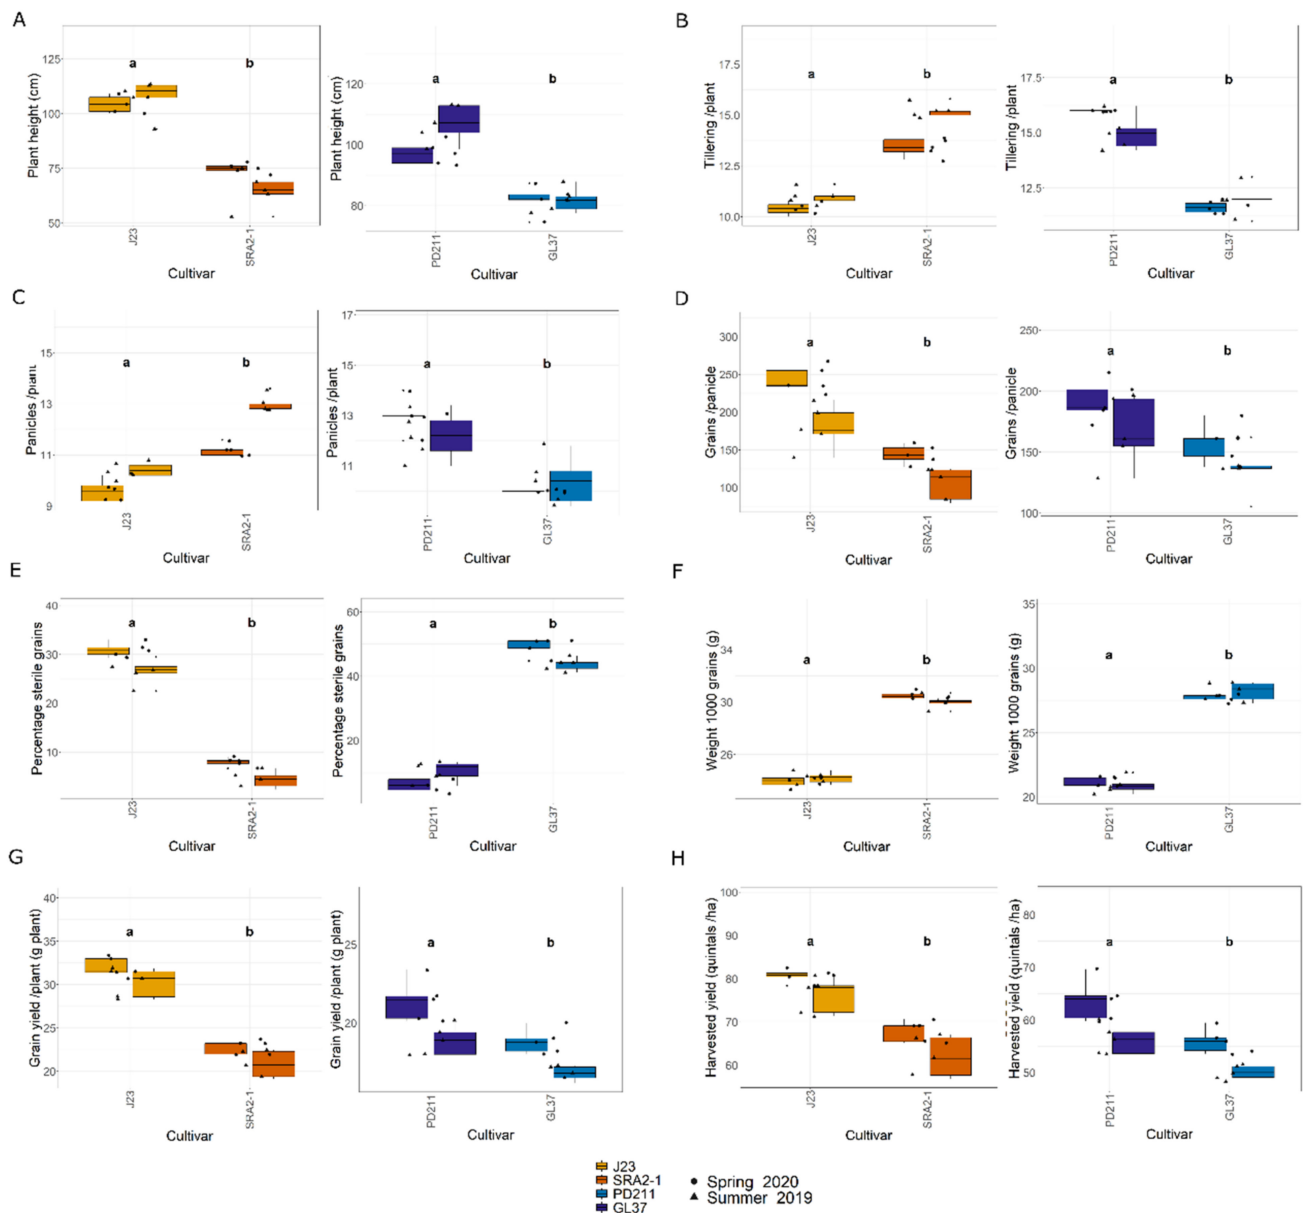 A
Plant height (cm)
125
100
75
50
a
b
J23
SRA2-1
Cultivar
Plant height (cm)
120
100
80
a
b
PD211
GL37
Cultivar
B
Tillering /plant
17.5
15.0
12.5
10.0
a
b
J23
SRA2-1
Cultivar
Tillering /plant
17.5
15.0
12.5
a
b
PD211
GL37
Cultivar
C
Panicles /plant
15
13
11
9
a
b
J23
SRA2-1
Cultivar
Panicles /plant
17
15
13
11
a
b
PD211
GL37
Cultivar
D
Grains /panicle
300
250
200
150
100
a
b
J23
SRA2-1
Cultivar
Grains /panicle
250
200
150
100
a
b
PD211
GL37
Cultivar
E
Percentage sterile grains
40
30
20
10
a
b
J23
SRA2-1
Cultivar
Percentage sterile grains
60
40
20
a
b
PD211
GL37
Cultivar
F
Weight 1000 grains (g)
34
30
26
a
b
J23
SRA2-1
Cultivar
Weight 1000 grains (g)
35
30
25
20
a
b
PD211
GL37
Cultivar
G
Grain yield /plant (g plant)
40
35
30
25
20
a
b
J23
SRA2-1
Cultivar
Grain yield /plant (g plant)
25
20
a
b
PD211
GL37
Cultivar
H
Harvested yield (quintals /ha)
100
90
80
70
60
a
b
J23
SRA2-1
Cultivar
Harvested yield (quintals /ha)
80
70
60
50
a
b
PD211
GL37
Cultivar
J23
SRA2-1
PD211
GL37
Spring 2020
Summer 2019